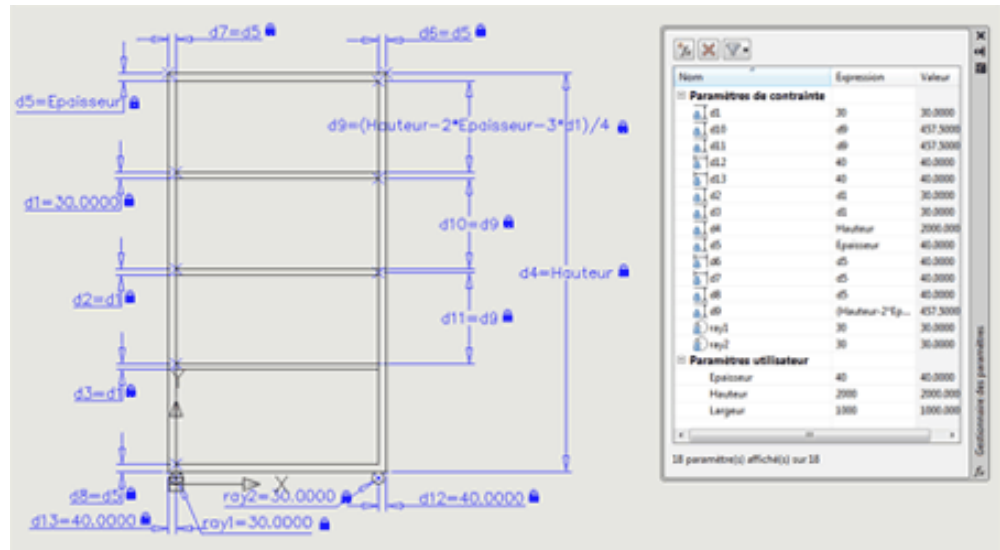 d7=d5
d6=d5
d5=Epaisseur
d9=(Hauteur-2*Epaisseur-3*d1)/4
d1=30.0000
d10=d9
d4=Hauteur
d2=d1
d11=d9
d3=d1
Y
X
d8=d5
ray2=30.0000
d12=40.0000
d13=40.0000
ray1=30.0000
Nom Expression Valeur
Paramètres de contrainte
d1 30 30.0000
d10 d9 457.5000
d11 d9 457.5000
d12 40 40.0000
d13 40 40.0000
d2 d1 30.0000
d3 d1 30.0000
d4 Hauteur 2000.000
d5 Epaisseur 40.0000
d6 d5 40.0000
d7 d5 40.0000
d8 d5 40.0000
d9 (Hauteur-2*Ep... 457.5000
ray1 30 30.0000
ray2 30 30.0000
Paramètres utilisateur
Epaisseur 40 40.0000
Hauteur 2000 2000.000
Largeur 1000 1000.000
18 paramètre(s) affiché(s) sur 18
Gestionnaire des paramètres
fx